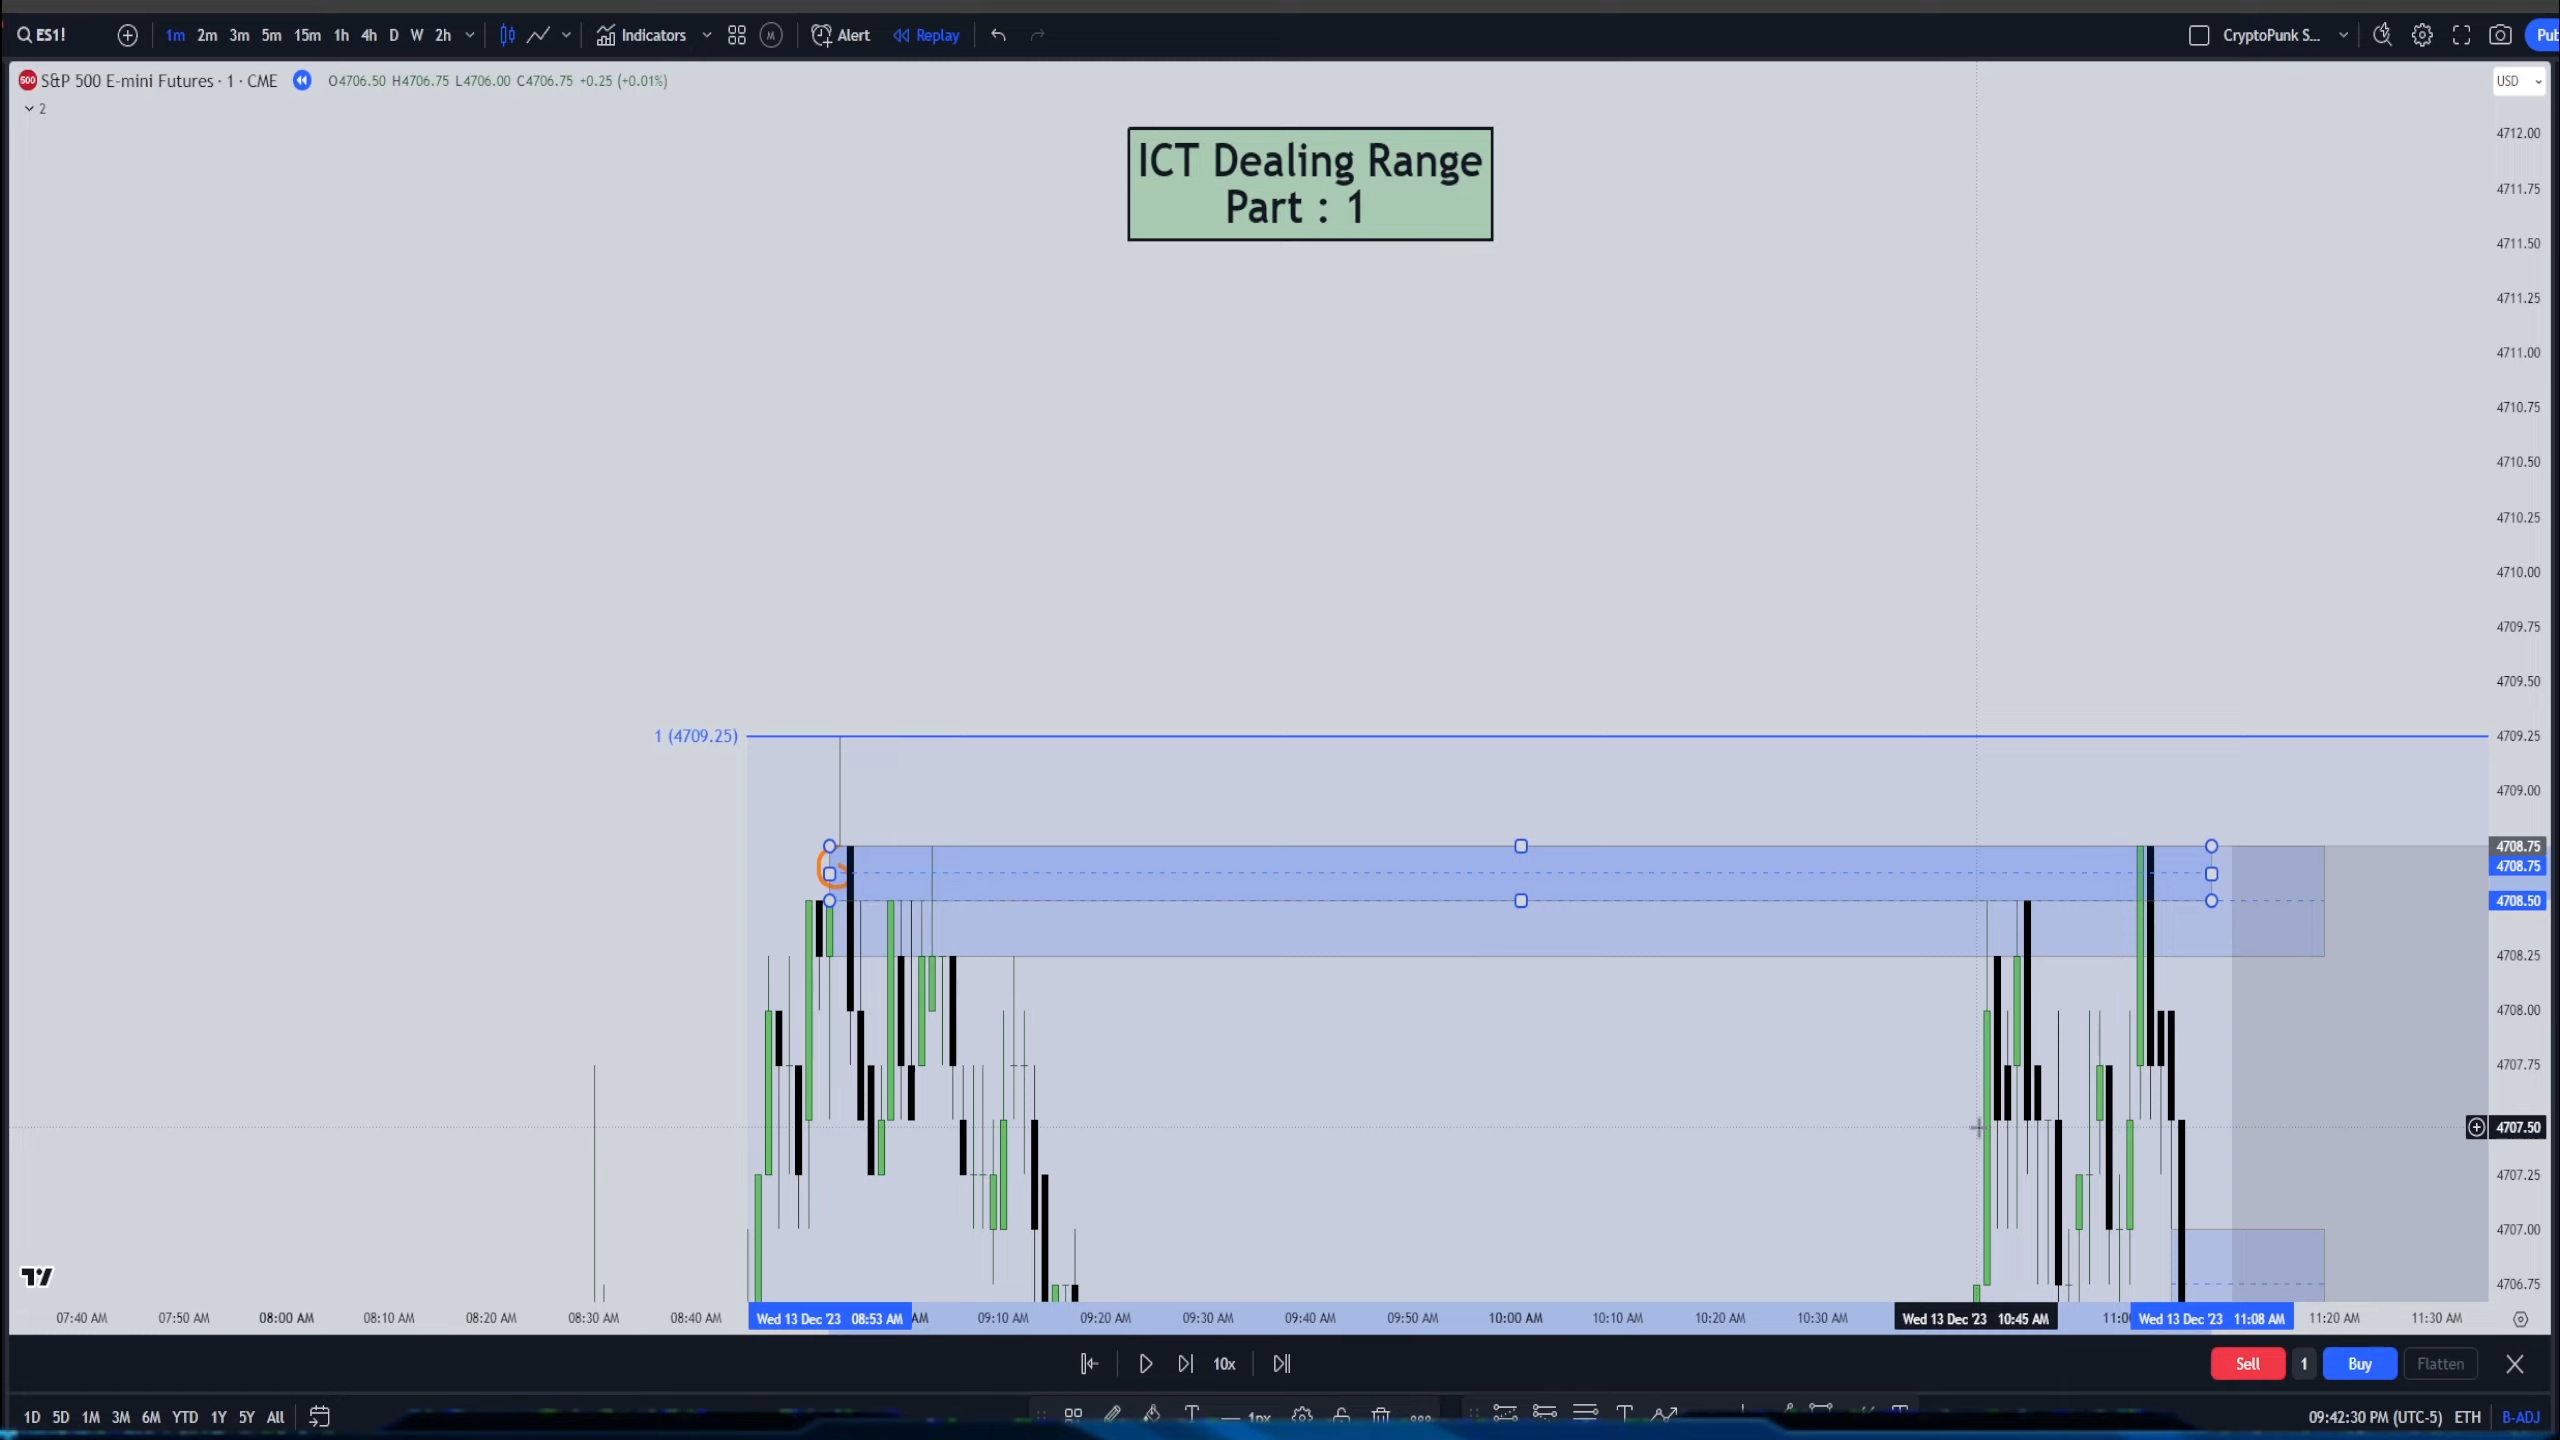 ES1!
1m 2m 3m 5m 15m 1h 4h D W 2h
Indicators
M
Alert
Replay
CryptoPunk S...
Pub
500 S&P 500 E-mini Futures · 1 · CME
O4706.50 H4706.75 L4706.00 C4706.75 +0.25 (+0.01%)
2
USD
ICT Dealing Range
Part : 1
4712.00
4711.75
4711.50
4711.25
4711.00
4710.75
4710.50
4710.25
4710.00
4709.75
4709.50
1 (4709.25)
4709.25
4709.00
4708.75
4708.75
4708.50
4708.25
4708.00
4707.75
4707.50
4707.25
4707.00
4706.75
07:40 AM 07:50 AM 08:00 AM 08:10 AM 08:20 AM 08:30 AM 08:40 AM Wed 13 Dec '23 08:53 AM AM 09:10 AM 09:20 AM 09:30 AM 09:40 AM 09:50 AM 10:00 AM 10:10 AM 10:20 AM 10:30 AM Wed 13 Dec '23 10:45 AM 11:0 Wed 13 Dec '23 11:08 AM 11:20 AM 11:30 AM
10x
Sell 1 Buy Flatten
1D 5D 1M 3M 6M YTD 1Y 5Y All
1px
09:42:30 PM (UTC-5) ETH B-ADJ